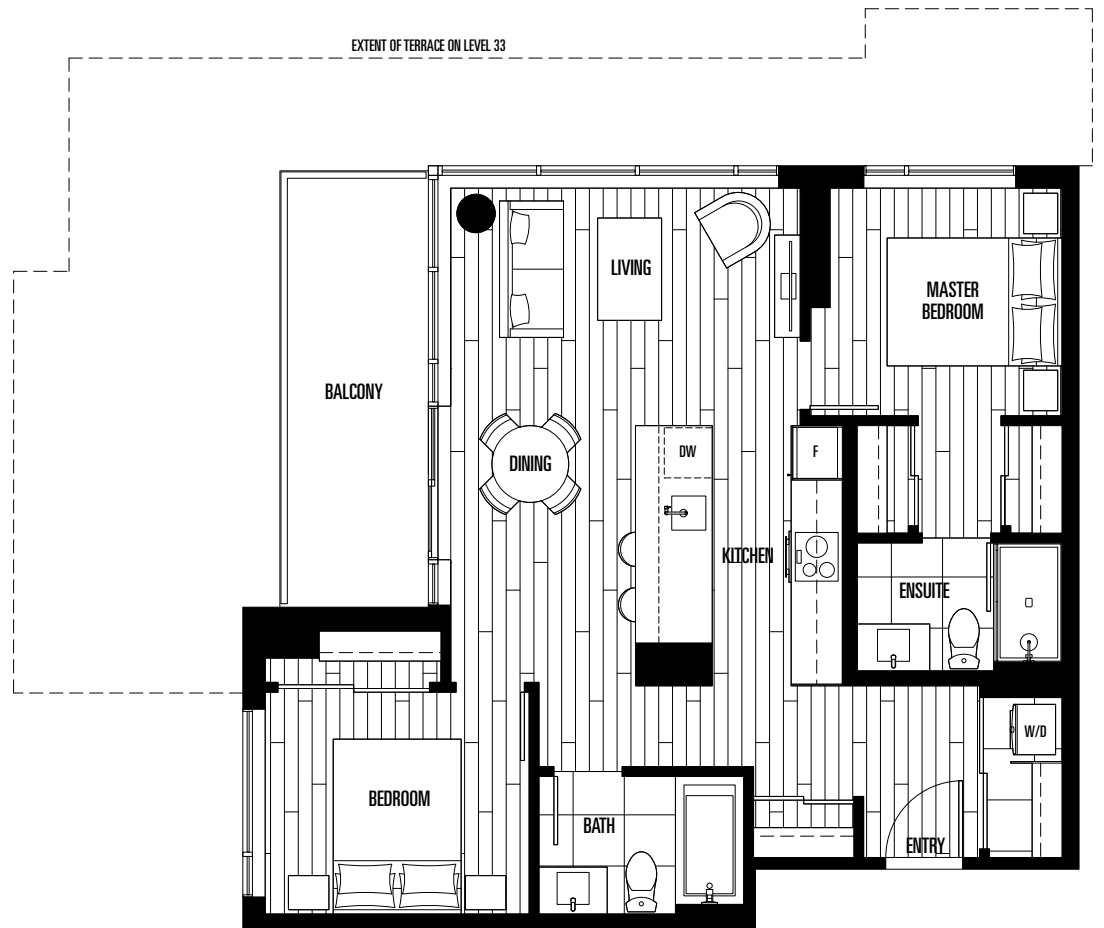 EXTENT OF TERRACE ON LEVEL 33
LIVING
MASTER
BEDROOM
BALCONY
DINING
DW
F
KITCHEN
ENSUITE
W/D
BEDROOM
BATH
ENTRY